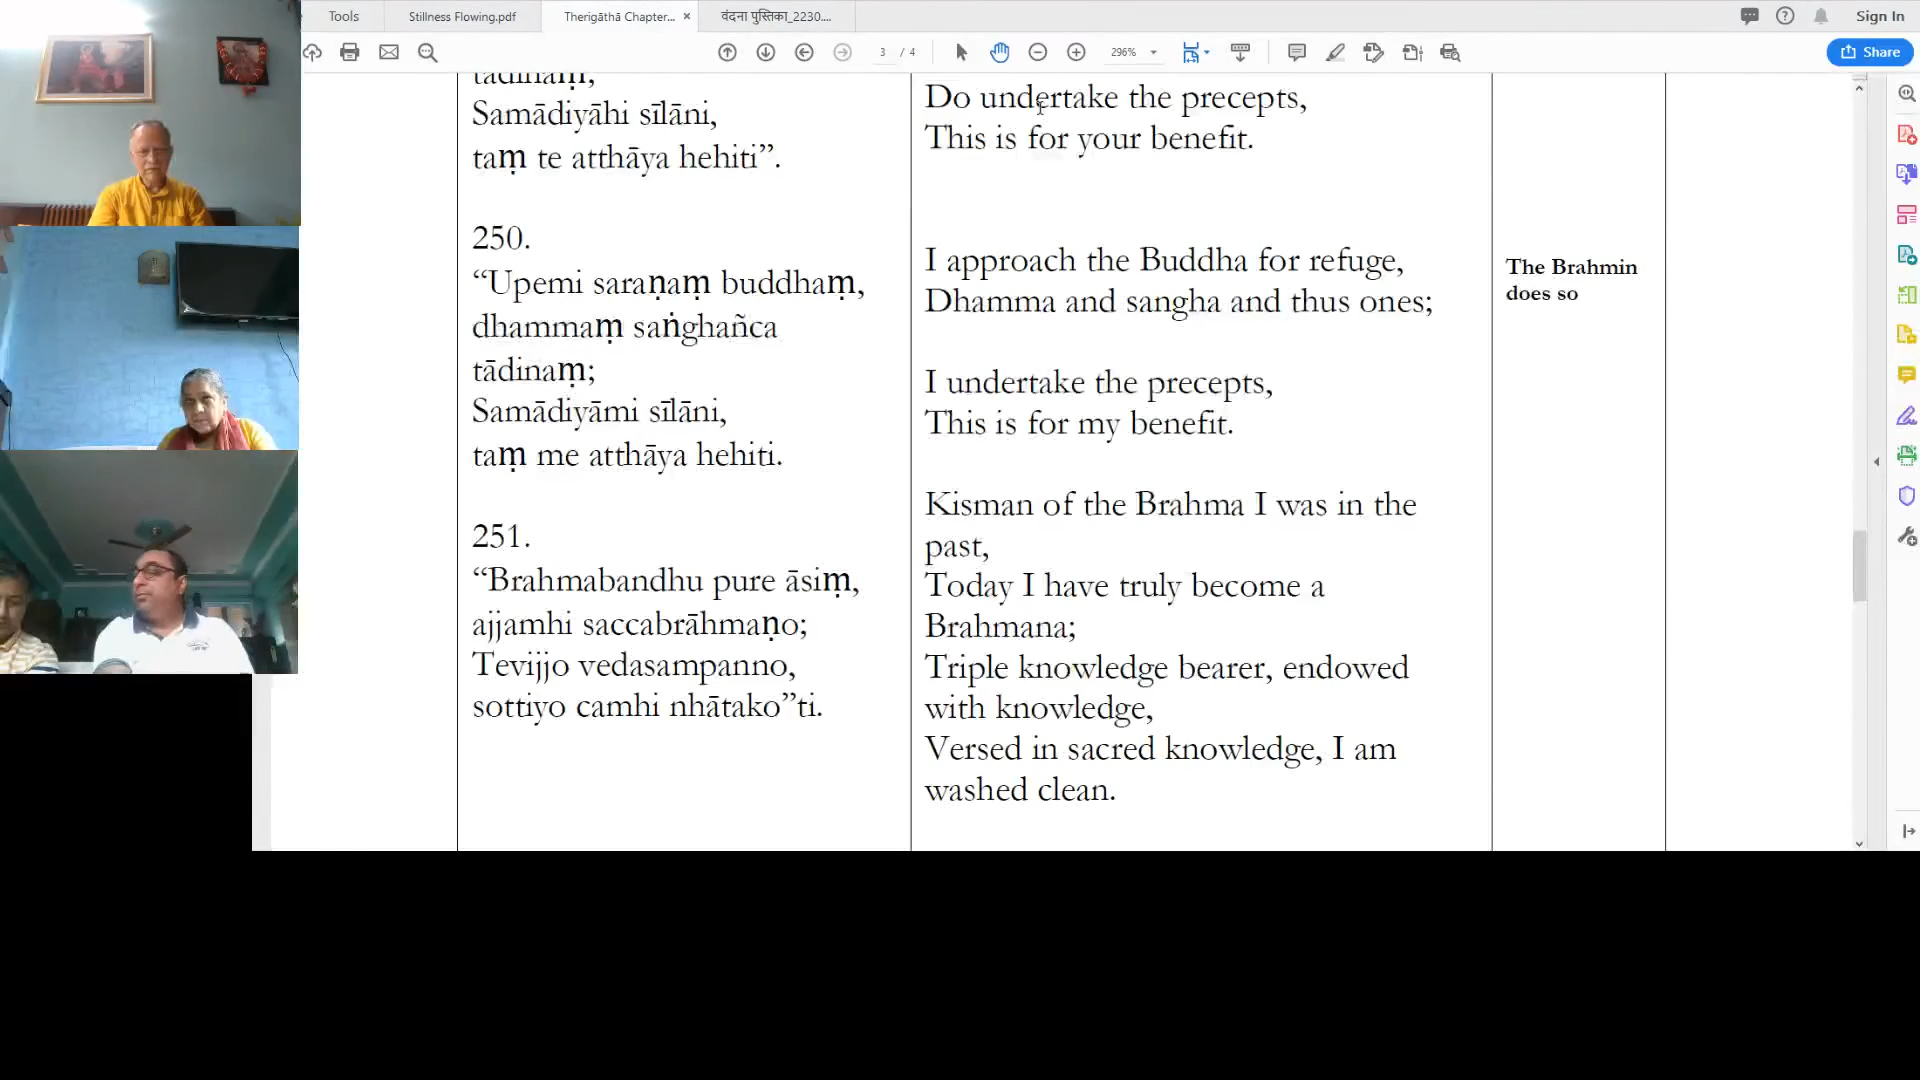 Tools
Stillness Flowing.pdf
Therigāthā Chapter...
वंदना पुस्तिका_2230....
Sign In
3 / 4
296%
Share
tādinaṃ,
Samādiyāhi sīlāni,
taṃ te atthāya hehiti”.
250.
“Upemi saraṇaṃ buddhaṃ,
dhammaṃ saṅghañca
tādinaṃ;
Samādiyāmi sīlāni,
taṃ me atthāya hehiti.
251.
“Brahmabandhu pure āsiṃ,
ajjamhi saccabrāhmaṇo;
Tevijjo vedasampanno,
sottiyo camhi nhātako”ti.
Do undertake the precepts,
This is for your benefit.
I approach the Buddha for refuge,
Dhamma and sangha and thus ones;
I undertake the precepts,
This is for my benefit.
Kisman of the Brahma I was in the
past,
Today I have truly become a
Brahmana;
Triple knowledge bearer, endowed
with knowledge,
Versed in sacred knowledge, I am
washed clean.
The Brahmin
does so